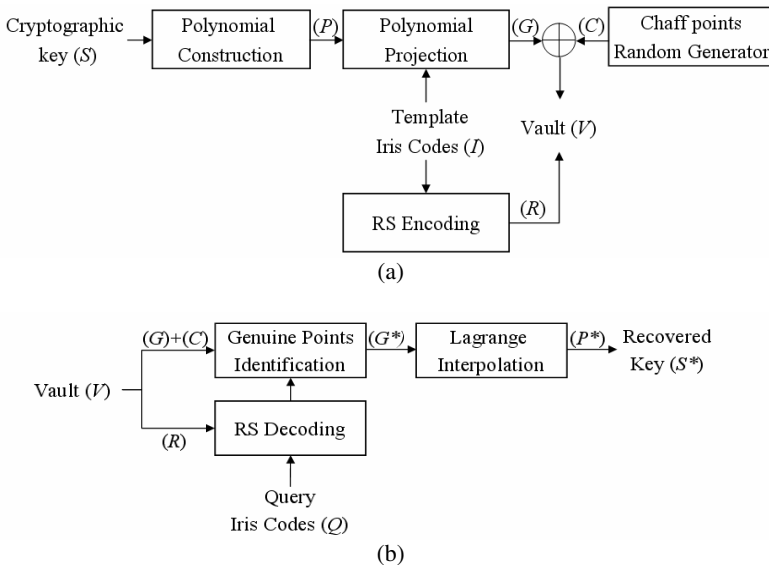 Cryptographic
key (S)
Polynomial
Construction
(P)
Polynomial
Projection
(G)
(C)
Chaff points
Random Generator
Template
Iris Codes (I)
Vault (V)
RS Encoding
(R)
(a)
Vault (V)
(G)+(C)
(R)
Genuine Points
Identification
RS Decoding
Query
Iris Codes (Q)
(G*)
Lagrange
Interpolation
(P*)
Recovered
Key (S*)
(b)